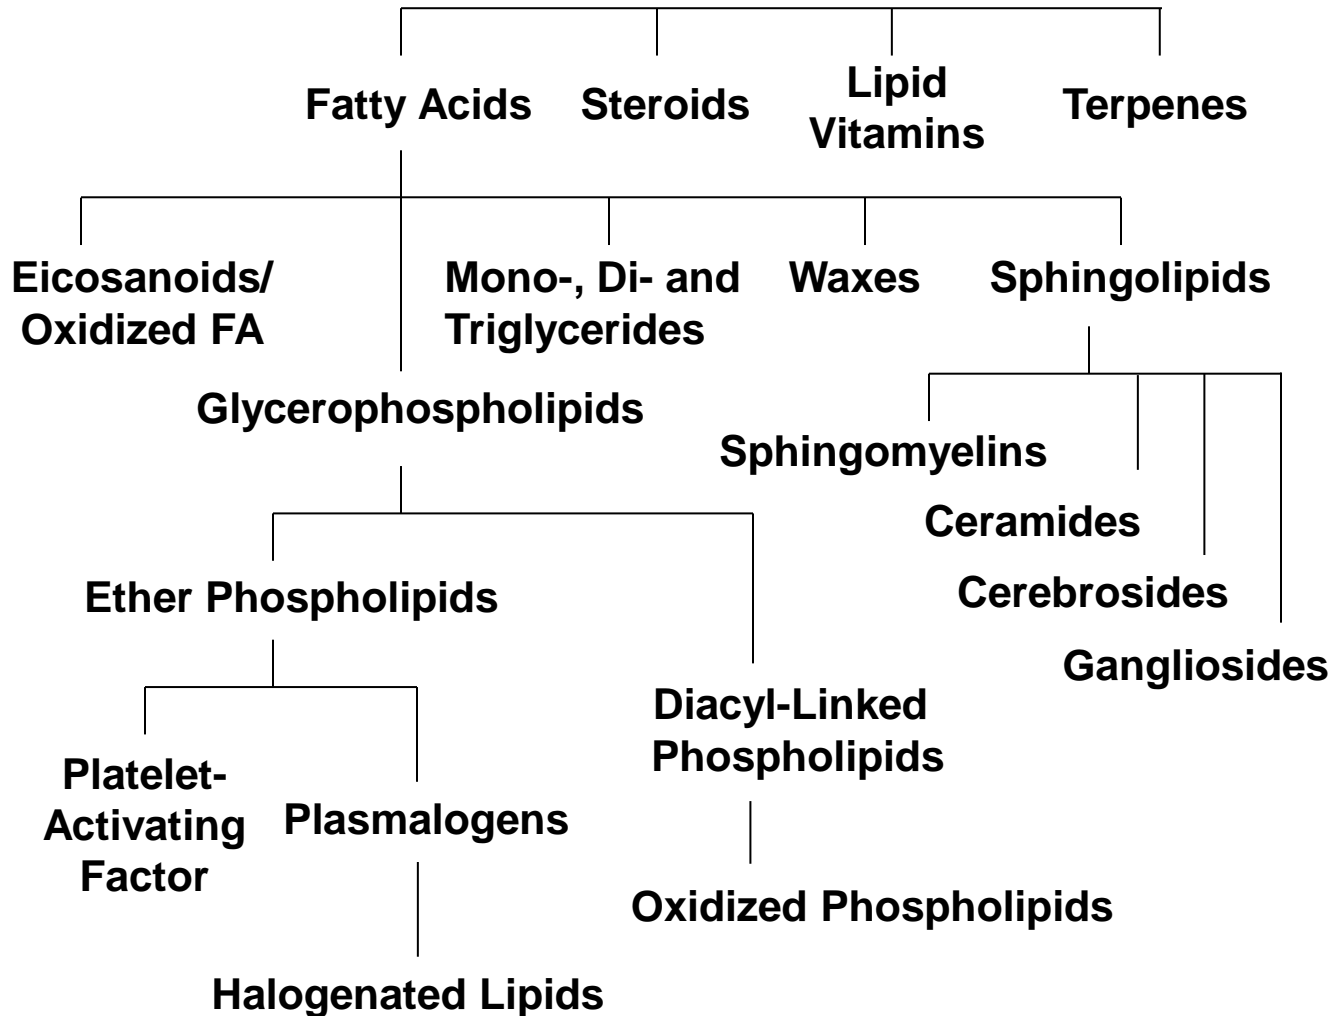 Fatty Acids
Steroids
Lipid
Vitamins
Terpenes
Eicosanoids/
Oxidized FA
Mono-, Di- and
Triglycerides
Waxes
Sphingolipids
Glycerophospholipids
Sphingomyelins
Ceramides
Cerebrosides
Gangliosides
Ether Phospholipids
Diacyl-Linked
Phospholipids
Platelet-
Activating
Factor
Plasmalogens
Oxidized Phospholipids
Halogenated Lipids